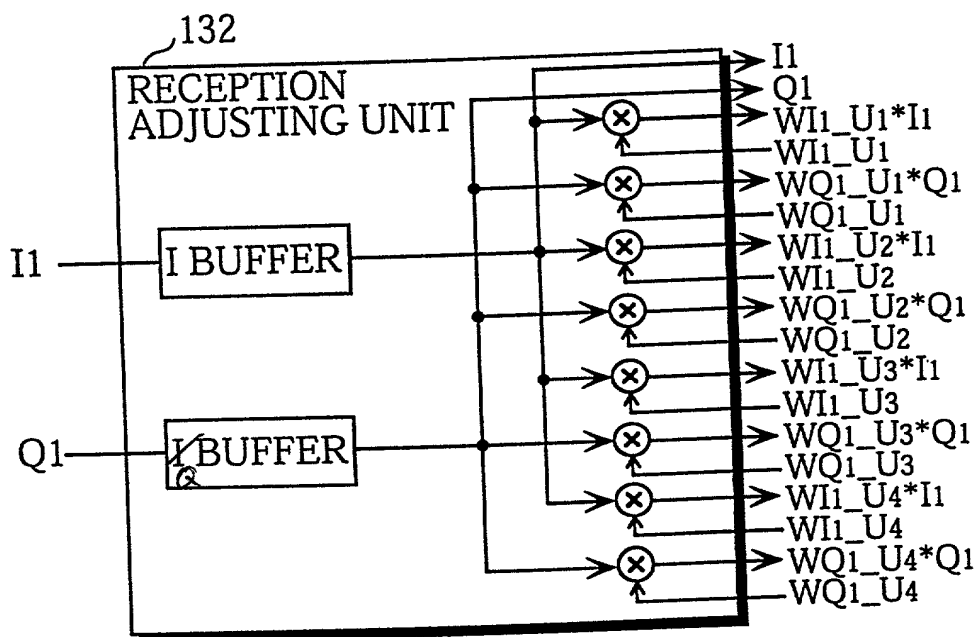 132
RECEPTION
ADJUSTING UNIT
I1
Q1
WI1_U1*I1
WI1_U1
WQ1_U1*Q1
WQ1_U1
WI1_U2*I1
I1
I BUFFER
WI1_U2
WQ1_U2*Q1
WQ1_U2
WI1_U3*I1
WI1_U3
WQ1_U3*Q1
Q1
I BUFFER
Q
WQ1_U3
WI1_U4*I1
WI1_U4
WQ1_U4*Q1
WQ1_U4